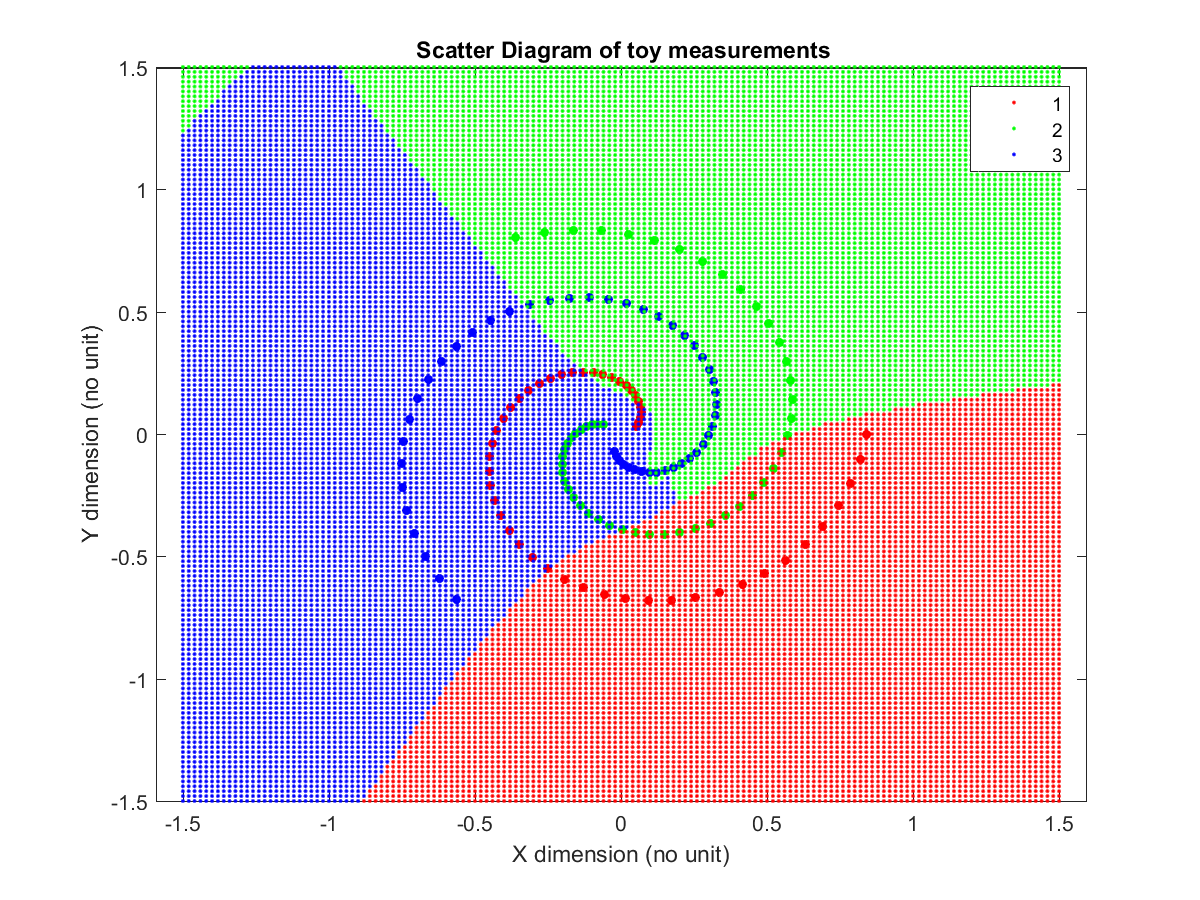 Scatter Diagram of toy measurements
1.5
1
0.5
0
-0.5
-1
-1.5
Y dimension (no unit)
1
2
3
-1.5 -1 -0.5 0 0.5 1 1.5
X dimension (no unit)